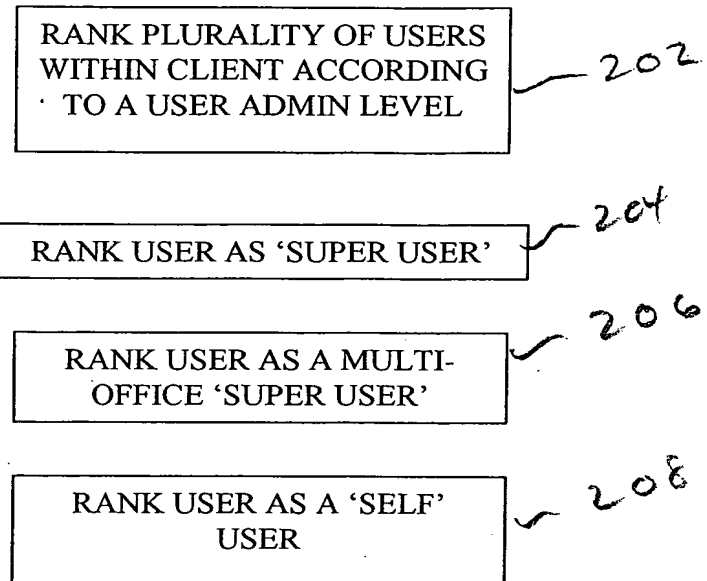 RANK PLURALITY OF USERS
WITHIN CLIENT ACCORDING
TO A USER ADMIN LEVEL
202
RANK USER AS ‘SUPER USER’
204
RANK USER AS A MULTI-
OFFICE ‘SUPER USER’
206
RANK USER AS A ‘SELF’
USER
208